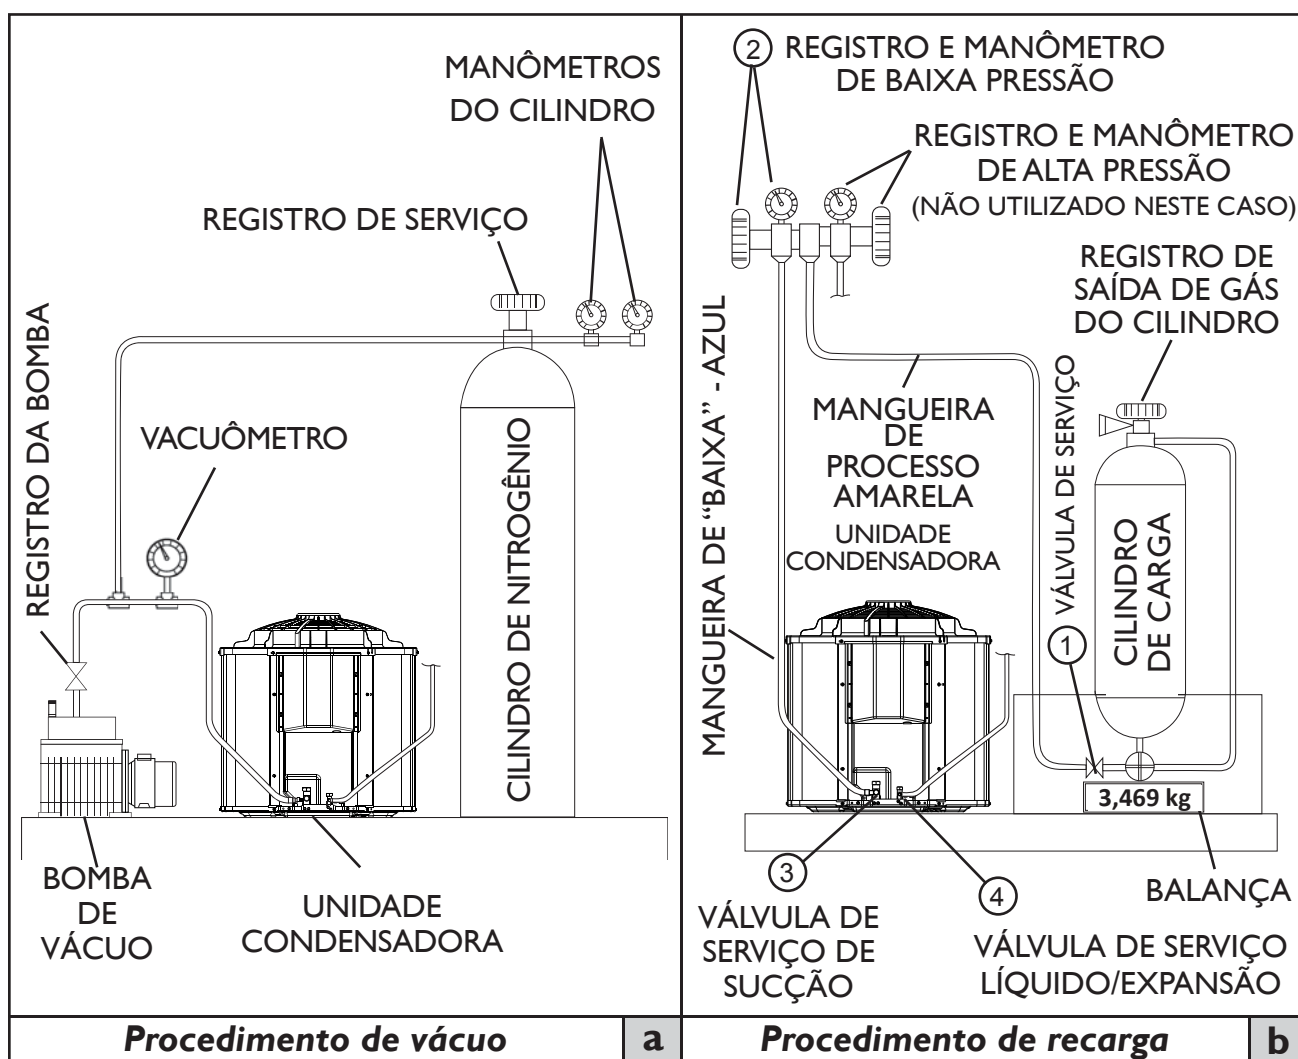 MANÔMETROS
DO CILINDRO
REGISTRO DE SERVIÇO
REGISTRO DA BOMBA
VACUÔMETRO
CILINDRO DE NITROGÊNIO
BOMBA
DE
VÁCUO
UNIDADE
CONDENSADORA
Procedimento de vácuo
a
2 REGISTRO E MANÔMETRO
DE BAIXA PRESSÃO
REGISTRO E MANÔMETRO
DE ALTA PRESSÃO
(NÃO UTILIZADO NESTE CASO)
REGISTRO DE
SAÍDA DE GÁS
DO CILINDRO
MANGUEIRA DE "BAIXA" - AZUL
MANGUEIRA
DE
PROCESSO
AMARELA
UNIDADE
CONDENSADORA
1 VÁLVULA DE SERVIÇO
CILINDRO
DE CARGA
3,469 kg
BALANÇA
3
VÁLVULA DE
SERVIÇO DE
SUCÇÃO
4
VÁLVULA DE SERVIÇO
LÍQUIDO/EXPANSÃO
Procedimento de recarga
b